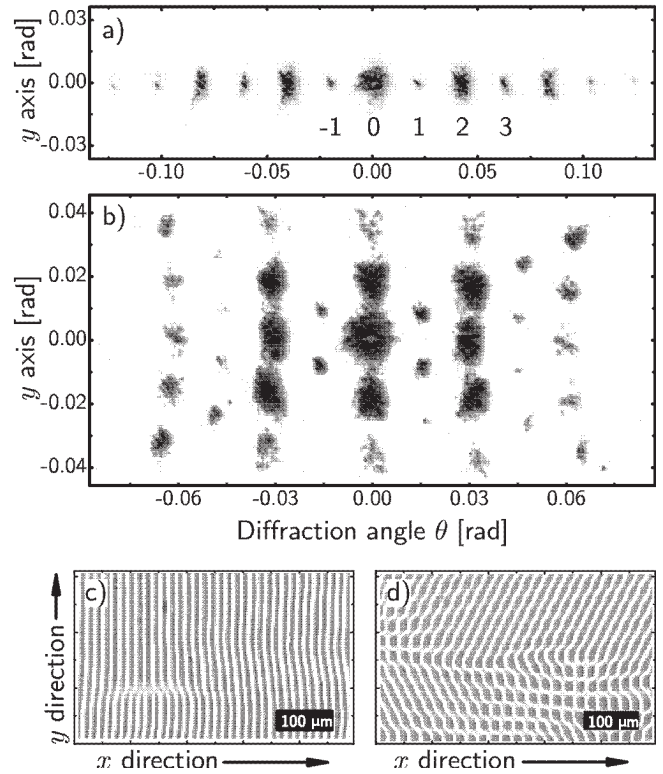 0.03
a)
0.00
-0.03
y axis [rad]
-1 0 1 2 3
-0.10 -0.05 0.00 0.05 0.10
b)
0.04
0.02
0.00
-0.02
-0.04
y axis [rad]
-0.06 -0.03 0.00 0.03 0.06
Diffraction angle θ [rad]
c) d)
y direction
100 µm 100 µm
x direction x direction